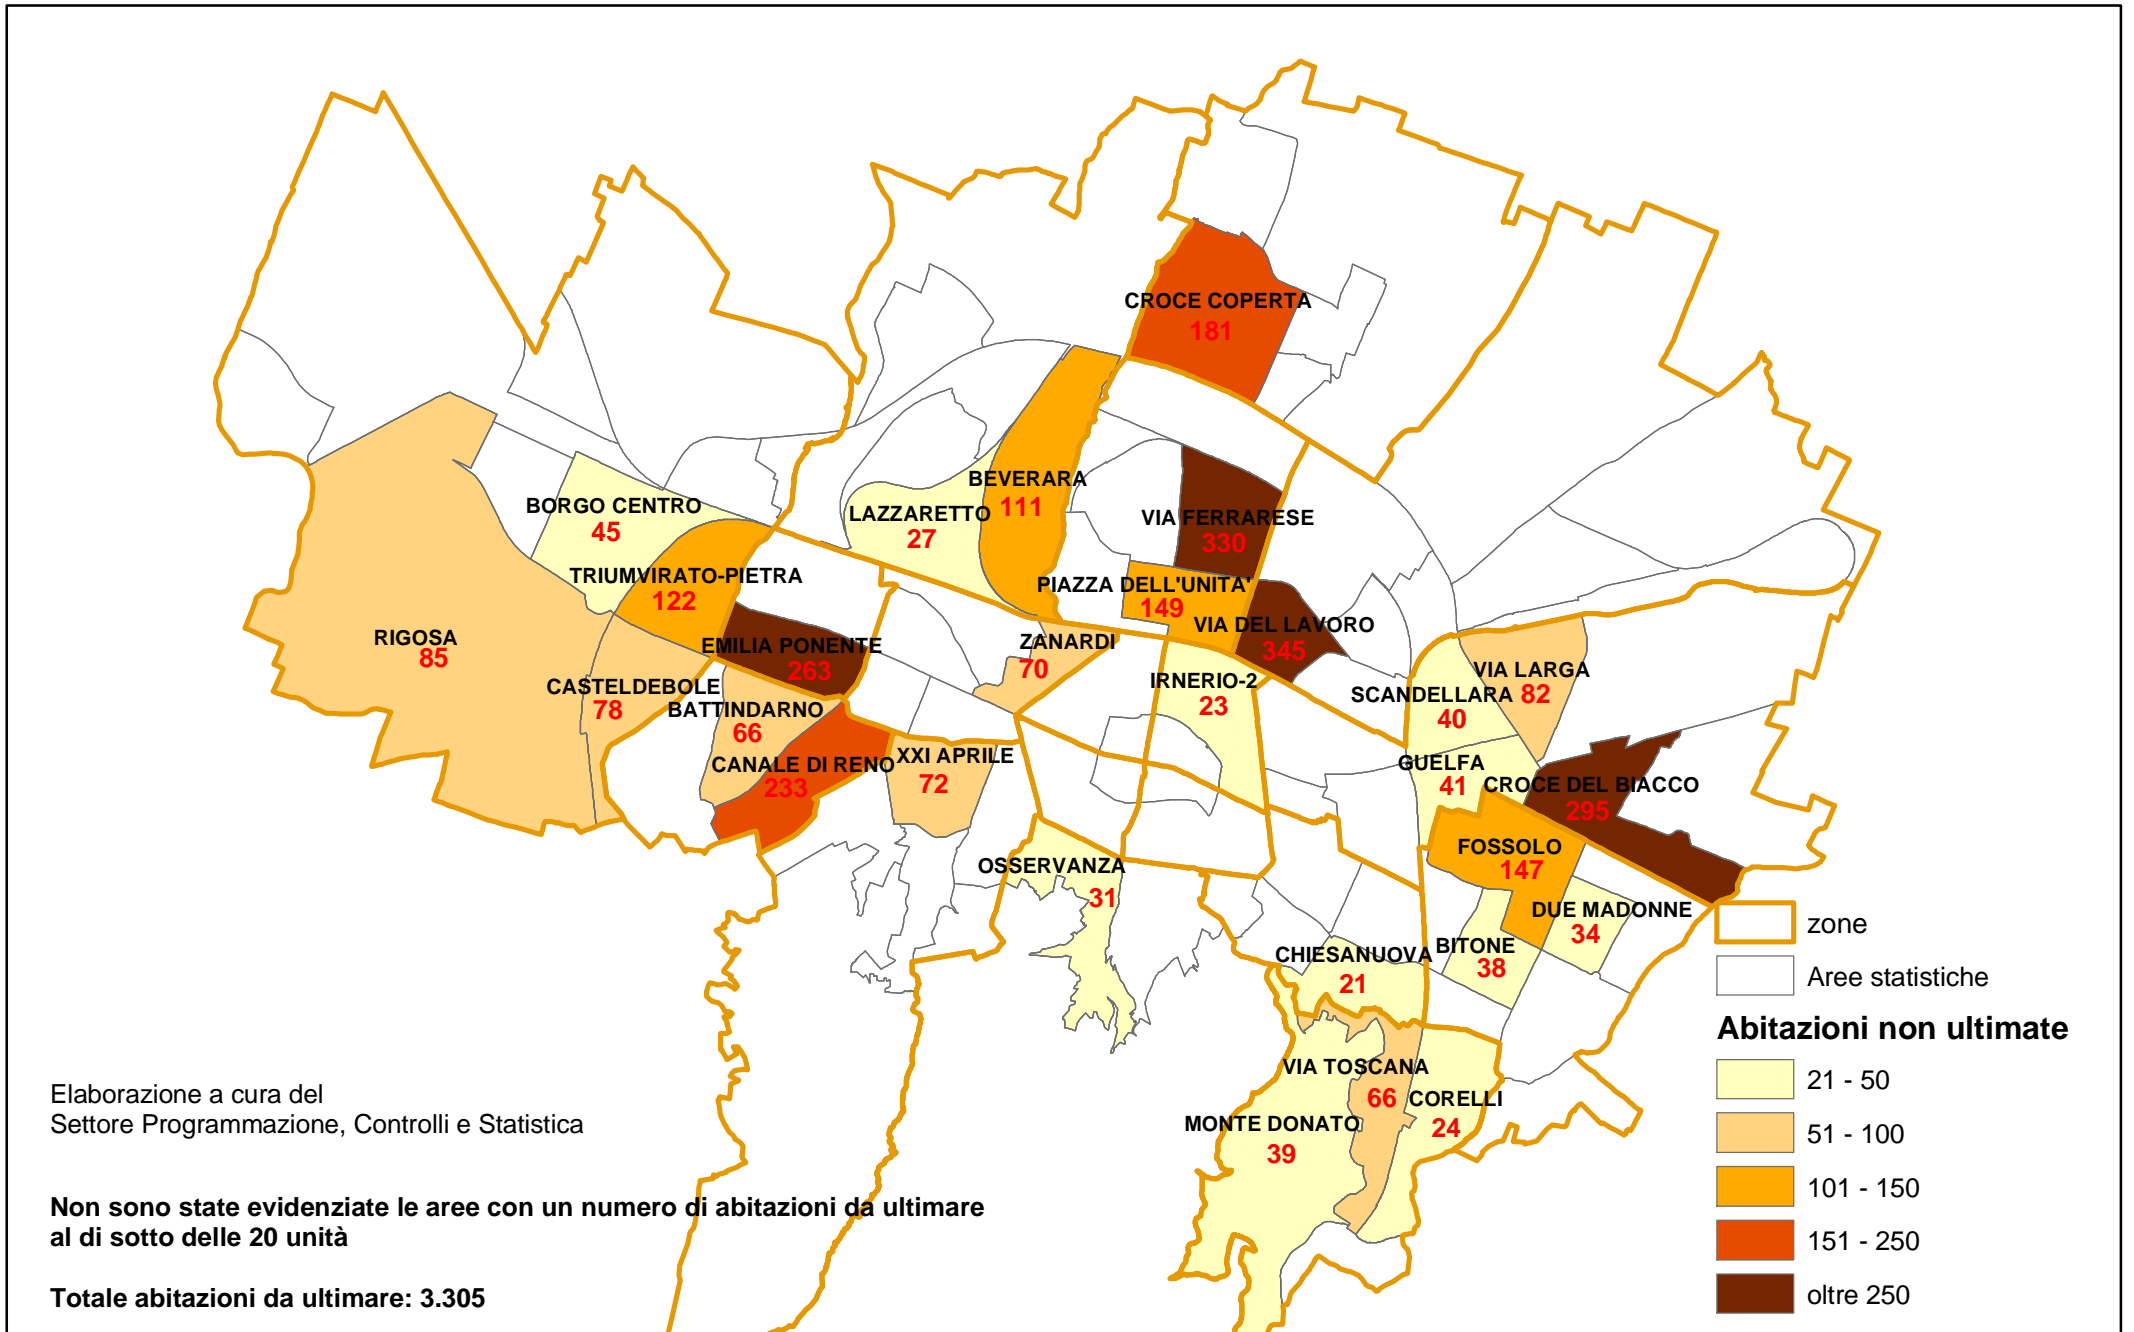 CROCE COPERTA
181
BEVERARA
111
BORGO CENTRO
45
LAZZARETTO
27
VIA FERRARESE
330
TRIUMVIRATO-PIETRA
122
PIAZZA DELL'UNITA'
149
VIA DEL LAVORO
345
RIGOSA
85
EMILIA PONENTE
263
ZANARDI
70
IRNERIO-2
23
VIA LARGA
82
SCANDELLARA
40
CASTELDEBOLE
78
BATTINDARNO
66
CANALE DI RENO
233
XXI APRILE
72
GUELFA
41
CROCE DEL BIACCO
295
FOSSOLO
147
OSSERVANZA
31
DUE MADONNE
34
BITONE
38
CHIESANUOVA
21
VIA TOSCANA
66
CORELLI
24
MONTE DONATO
39
zone
Aree statistiche
Abitazioni non ultimate
21 - 50
51 - 100
101 - 150
151 - 250
oltre 250
Elaborazione a cura del
Settore Programmazione, Controlli e Statistica
Non sono state evidenziate le aree con un numero di abitazioni da ultimare
al di sotto delle 20 unità
Totale abitazioni da ultimare: 3.305